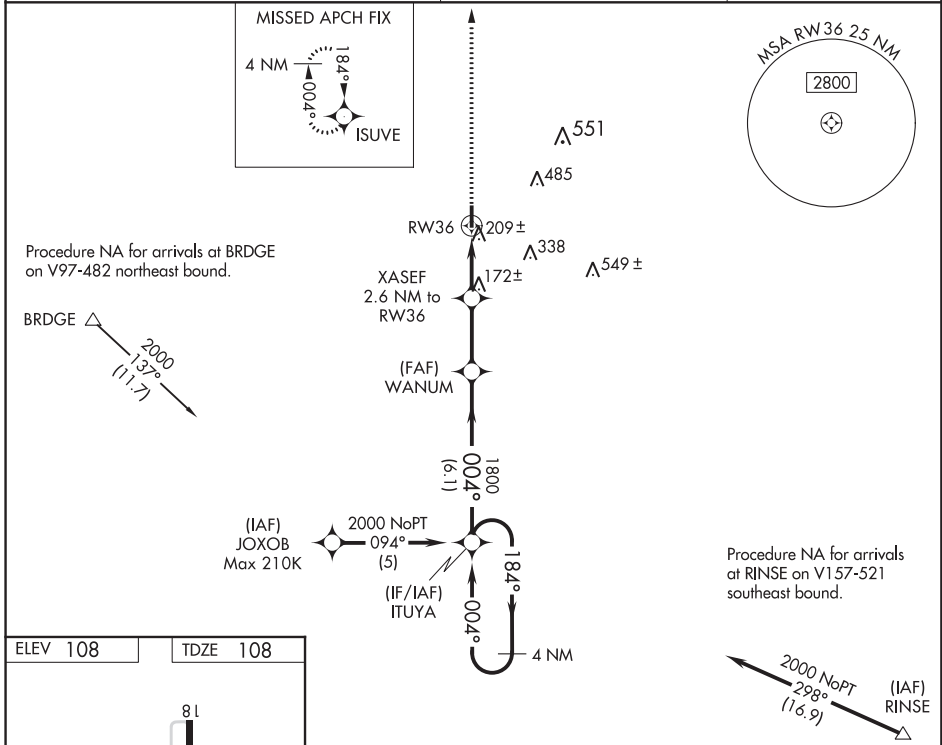 MISSED APCH FIX
4 NM
184°
004°
ISUVE
MSA RW36 25 NM
2800
551
485
RW36
209±
338
549±
172±
XASEF
2.6 NM to
RW36
Procedure NA for arrivals at BRDGE
on V97-482 northeast bound.
BRDGE
2000
137°
(11.7)
(FAF)
WANUM
1800
004°
(6.1)
(IAF)
JOXOB
Max 210K
2000 NoPT
094°
(5)
(IF/IAF)
ITUYA
184°
004°
4 NM
Procedure NA for arrivals
at RINSE on V157-521
southeast bound.
2000 NoPT
298°
(16.9)
(IAF)
RINSE
ELEV 108
TDZE 108
18